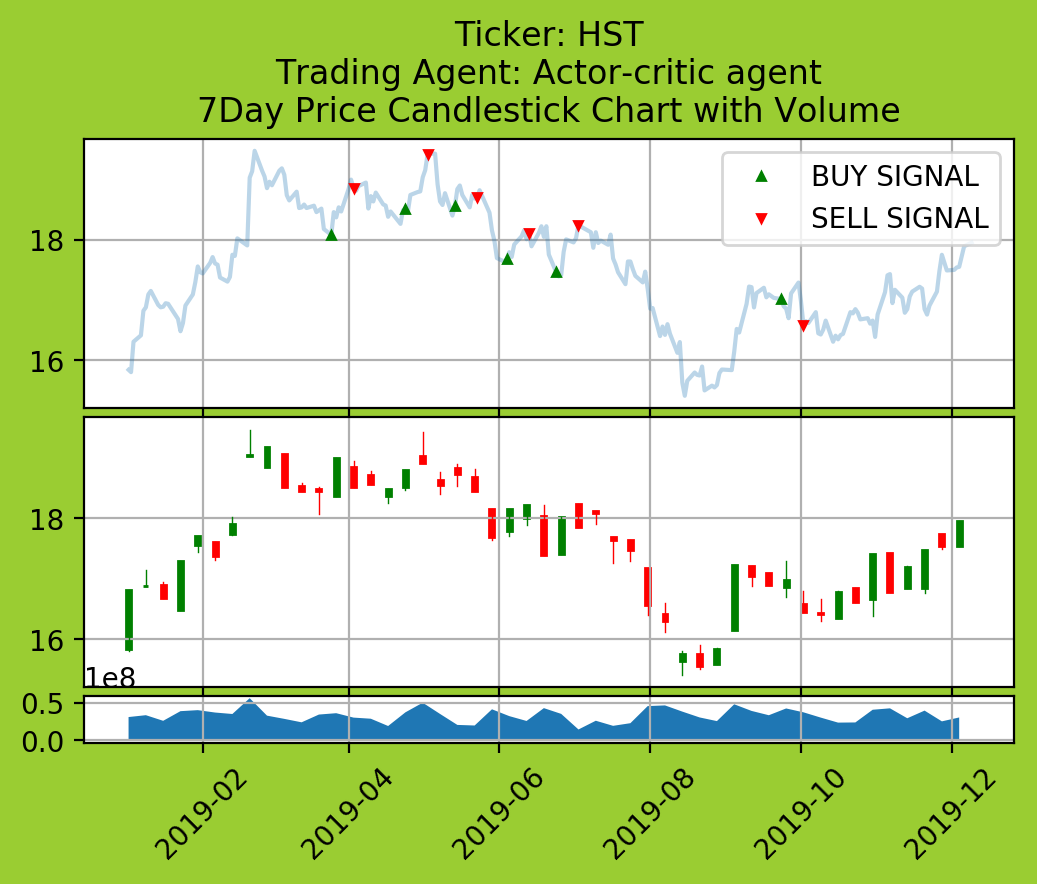 Ticker: HST
Trading Agent: Actor-critic agent
7Day Price Candlestick Chart with Volume
BUY SIGNAL
SELL SIGNAL
18
16
18
16
1e8
0.5
0.0
2019-02
2019-04
2019-06
2019-08
2019-10
2019-12